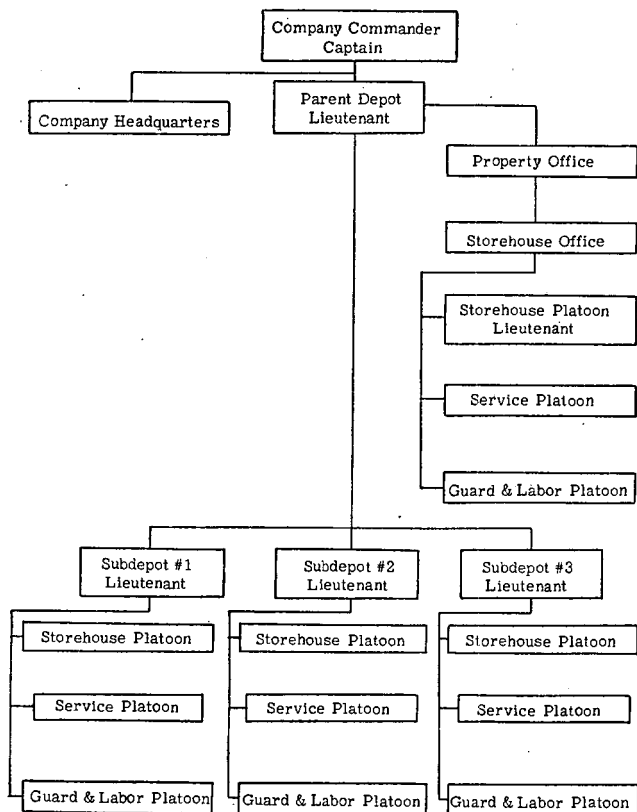 Company Commander
Captain
Company Headquarters
Parent Depot
Lieutenant
Property Office
Storehouse Office
Storehouse Platoon
Lieutenant
Service Platoon
Guard & Labor Platoon
Subdepot #1
Lieutenant
Storehouse Platoon
Service Platoon
Guard & Labor Platoon
Subdepot #2
Lieutenant
Storehouse Platoon
Service Platoon
Guard & Labor Platoon
Subdepot #3
Lieutenant
Storehouse Platoon
Service Platoon
Guard & Labor Platoon